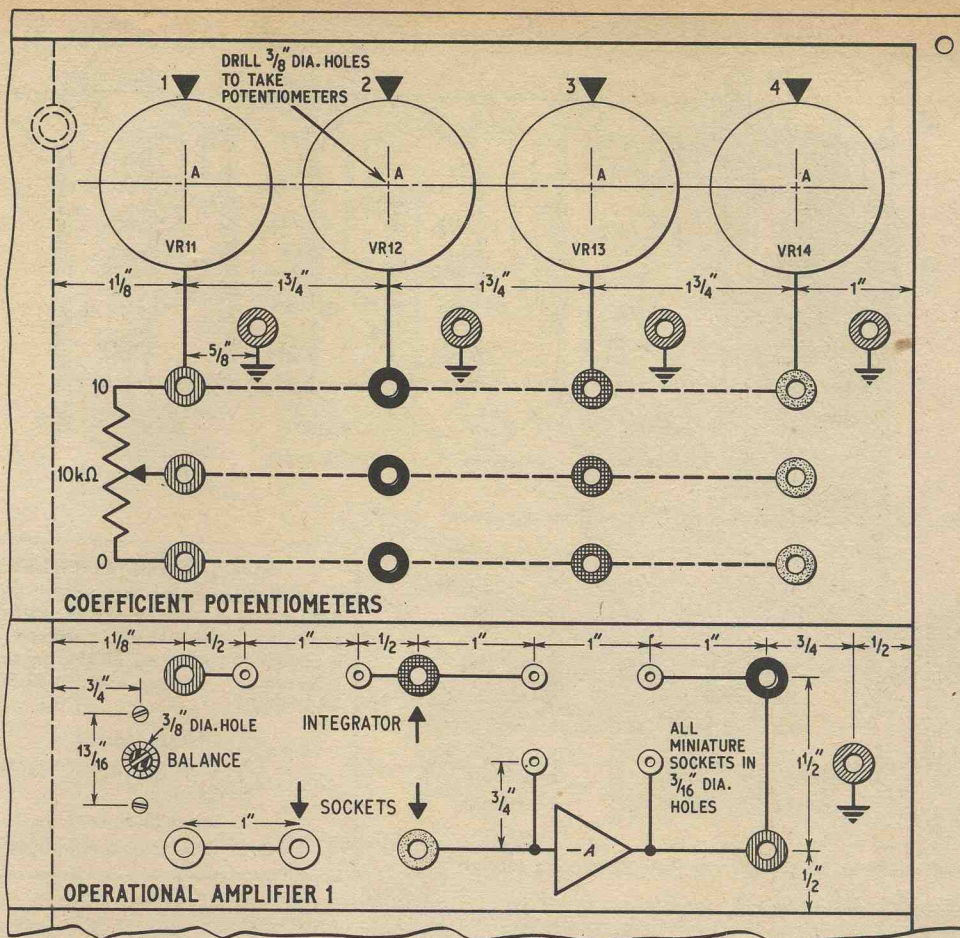 DRILL 3/8" DIA. HOLES
TO TAKE
POTENTIOMETERS
1
2
3
4
A
A
A
A
VR11
VR12
VR13
VR14
1 1/8"
1 3/4"
1 3/4"
1 3/4"
1"
5/8"
10
10kΩ
0
COEFFICIENT POTENTIOMETERS
1 1/8"
1/2
1"
1/2
1"
1"
1"
3/4
1/2
3/4"
INTEGRATOR
3/8" DIA. HOLE
13/16
BALANCE
ALL
MINIATURE
SOCKETS IN
3/16" DIA.
HOLES
1 1/2"
3/4"
SOCKETS
1"
–A
1/2"
OPERATIONAL AMPLIFIER 1